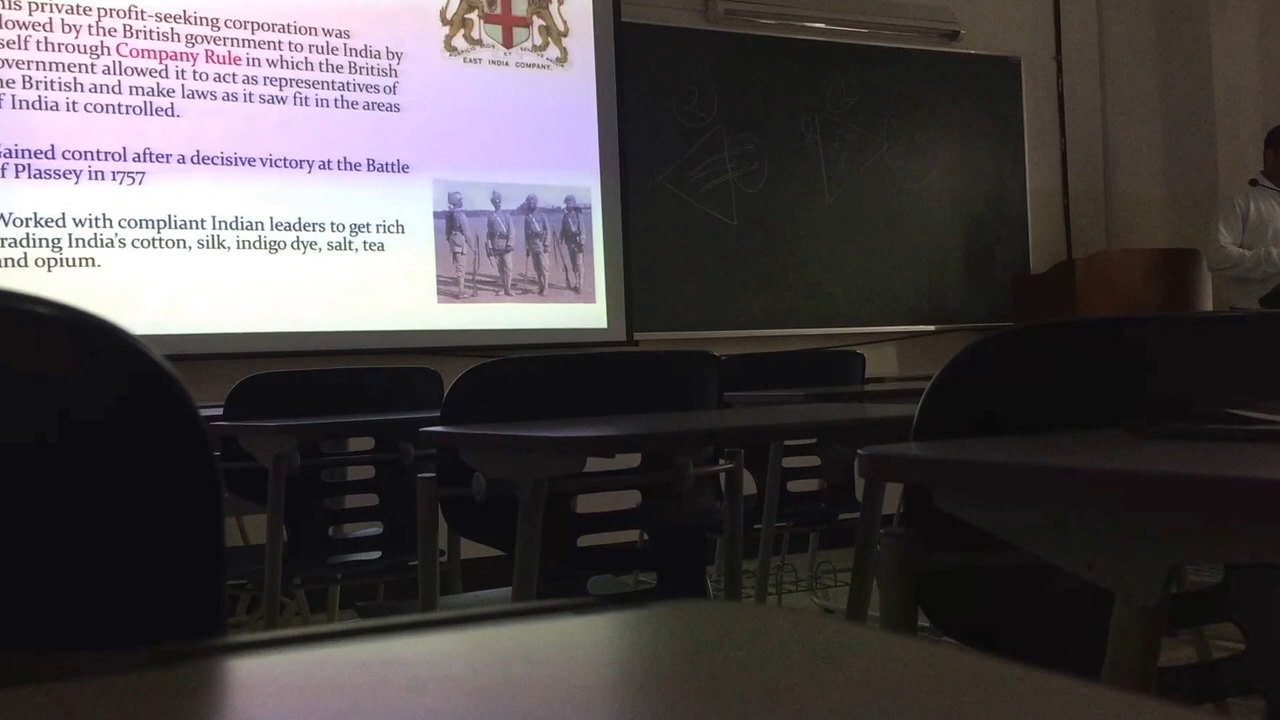 his private profit-seeking corporation was
lowed by the British government to rule India by
self through Company Rule in which the British
overnment allowed it to act as representatives of
he British and make laws as it saw fit in the areas
f India it controlled.
ained control after a decisive victory at the Battle
f Plassey in 1757
Worked with compliant Indian leaders to get rich
rading India's cotton, silk, indigo dye, salt, tea
nd opium.
EAST INDIA COMPANY.